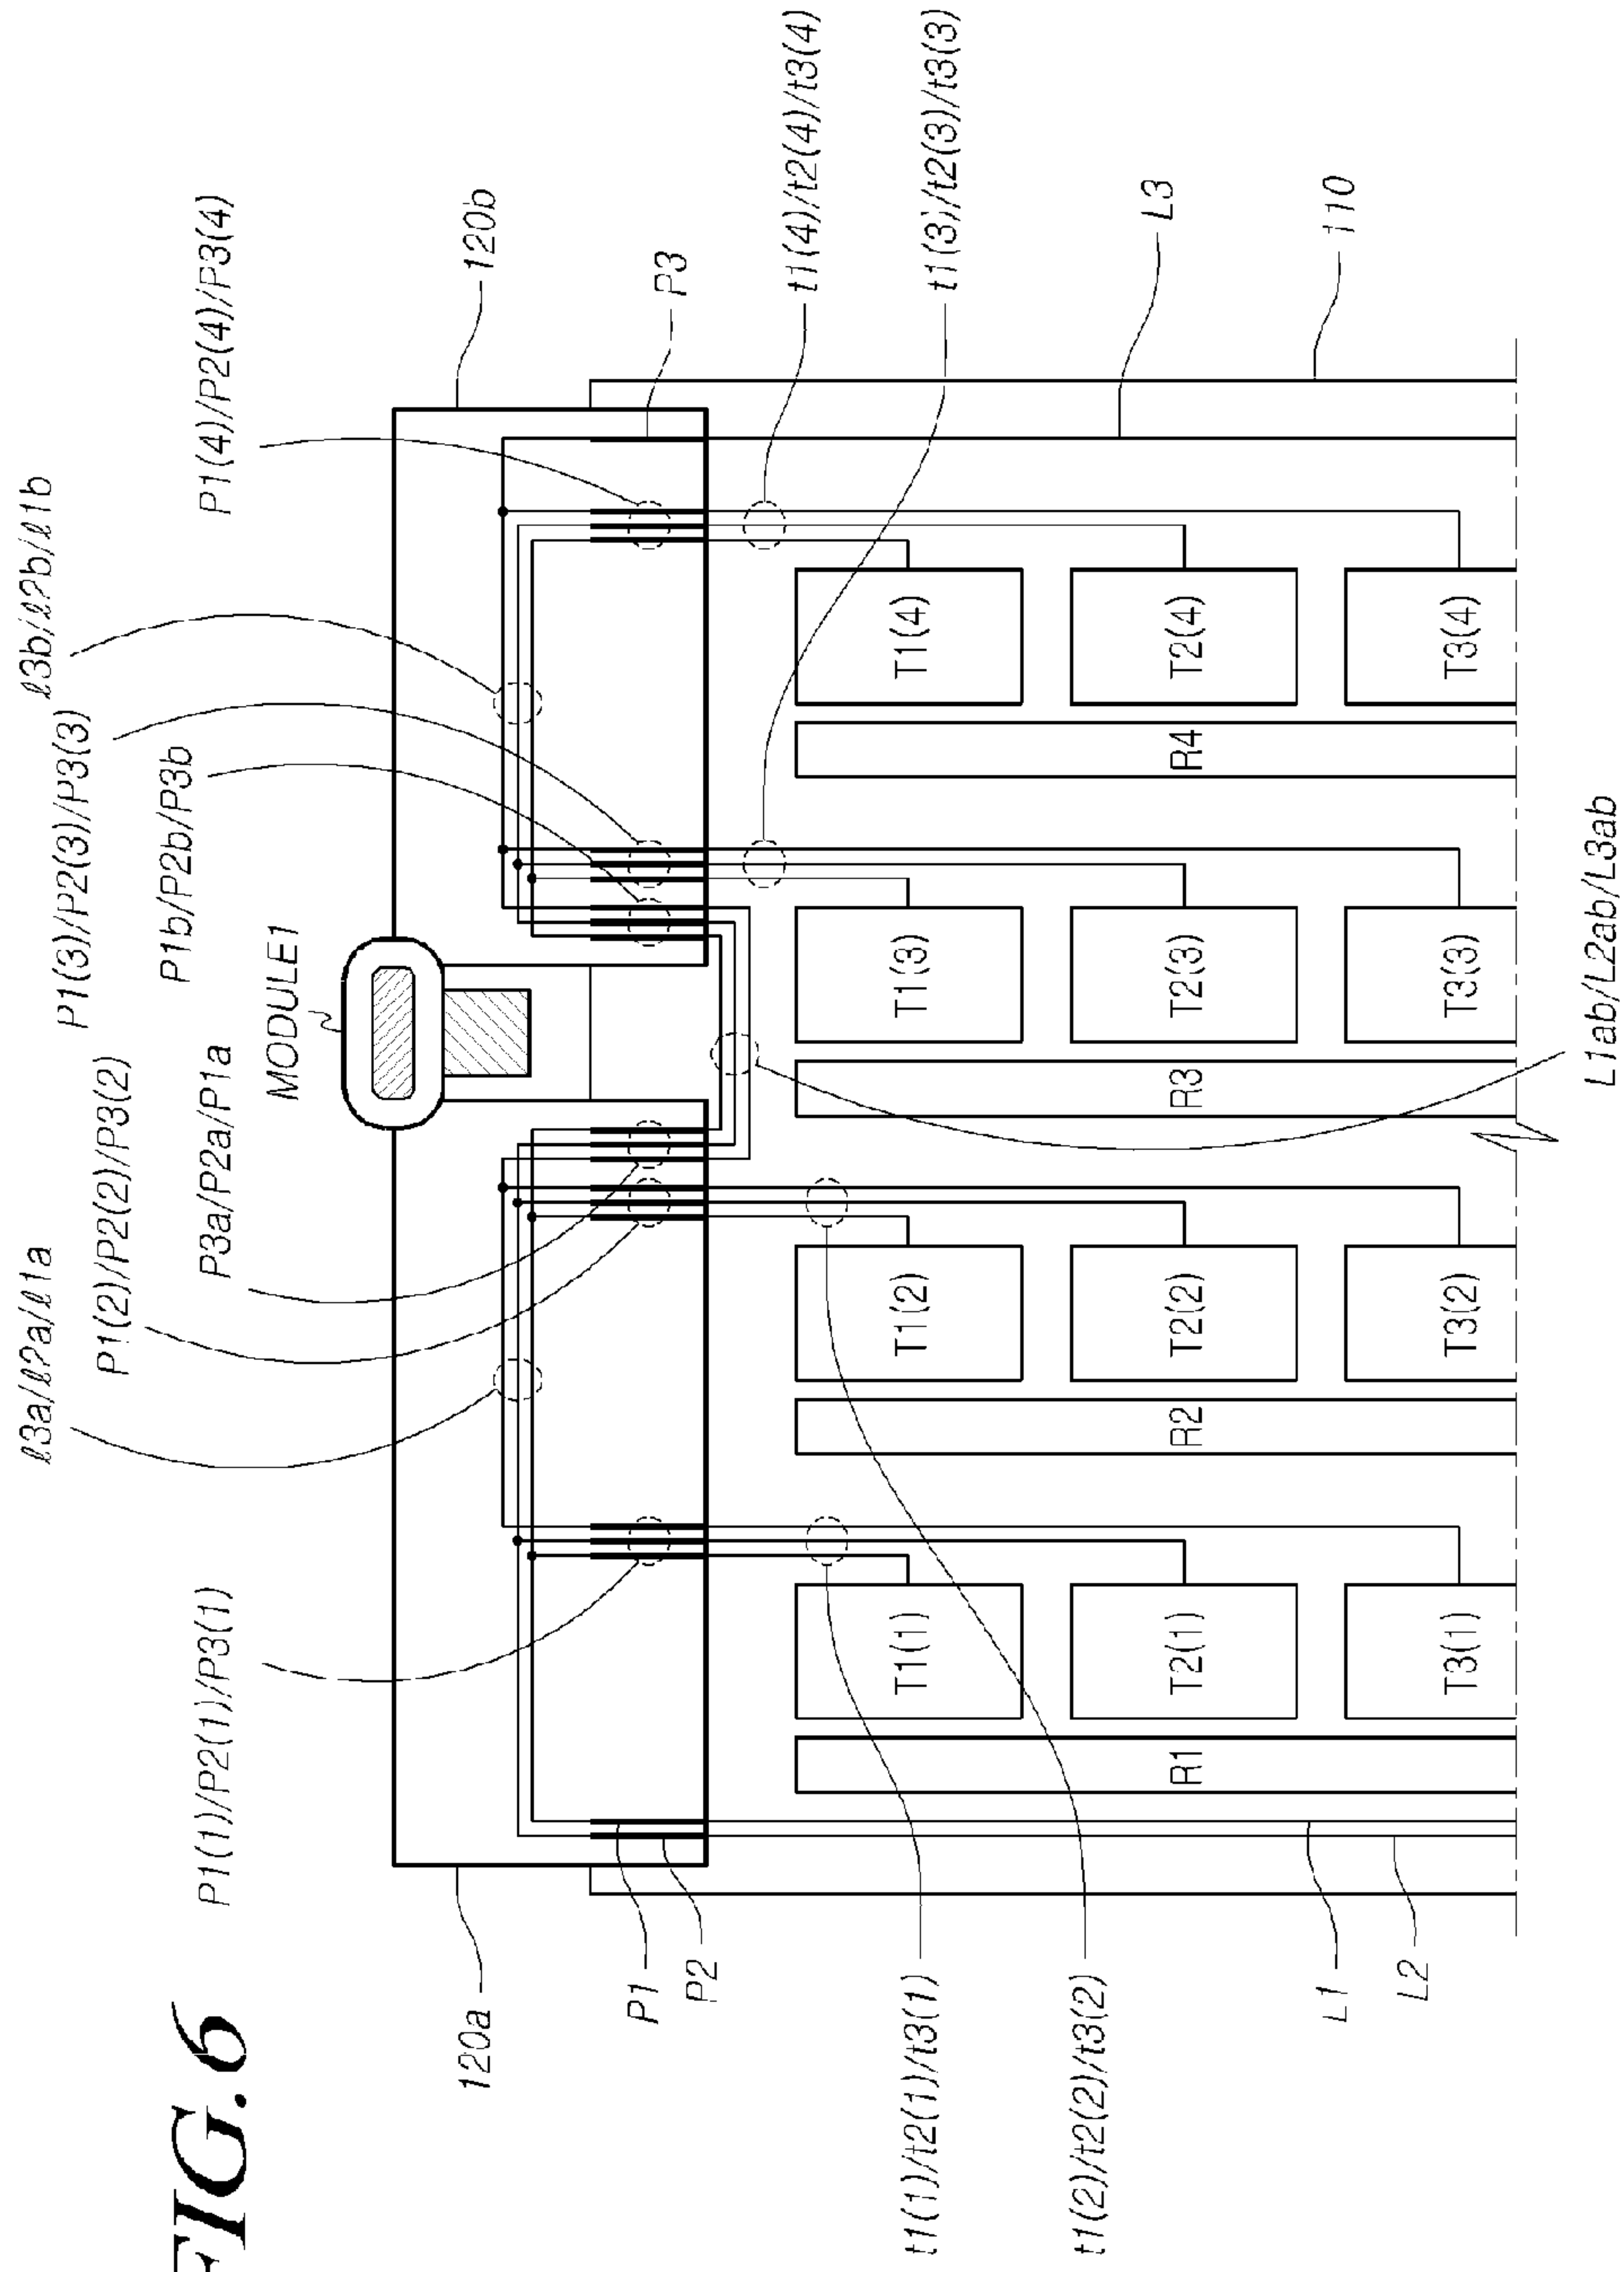 FIG.6
ℓ3a/ℓ2a/ℓ1a
ℓ3b/ℓ2b/ℓ1b
P1(2)/P2(2)/P3(2)
P1(3)/P2(3)/P3(3)
P3a/P2a/P1a
P1b/P2b/P3b
P1(1)/P2(1)/P3(1)
MODULE1
P1(4)/P2(4)/P3(4)
120a
120b
P1
P2
P3
t1(1)/t2(1)/t3(1)
t1(4)/t2(4)/t3(4)
t1(2)/t2(2)/t3(2)
t1(3)/t2(3)/t3(3)
T1(1)
T1(2)
T1(3)
T1(4)
R1
T2(1)
R2
T2(2)
R3
T2(3)
R4
T2(4)
L3
L1
110
L2
T3(1)
T3(2)
T3(3)
T3(4)
L1ab/L2ab/L3ab